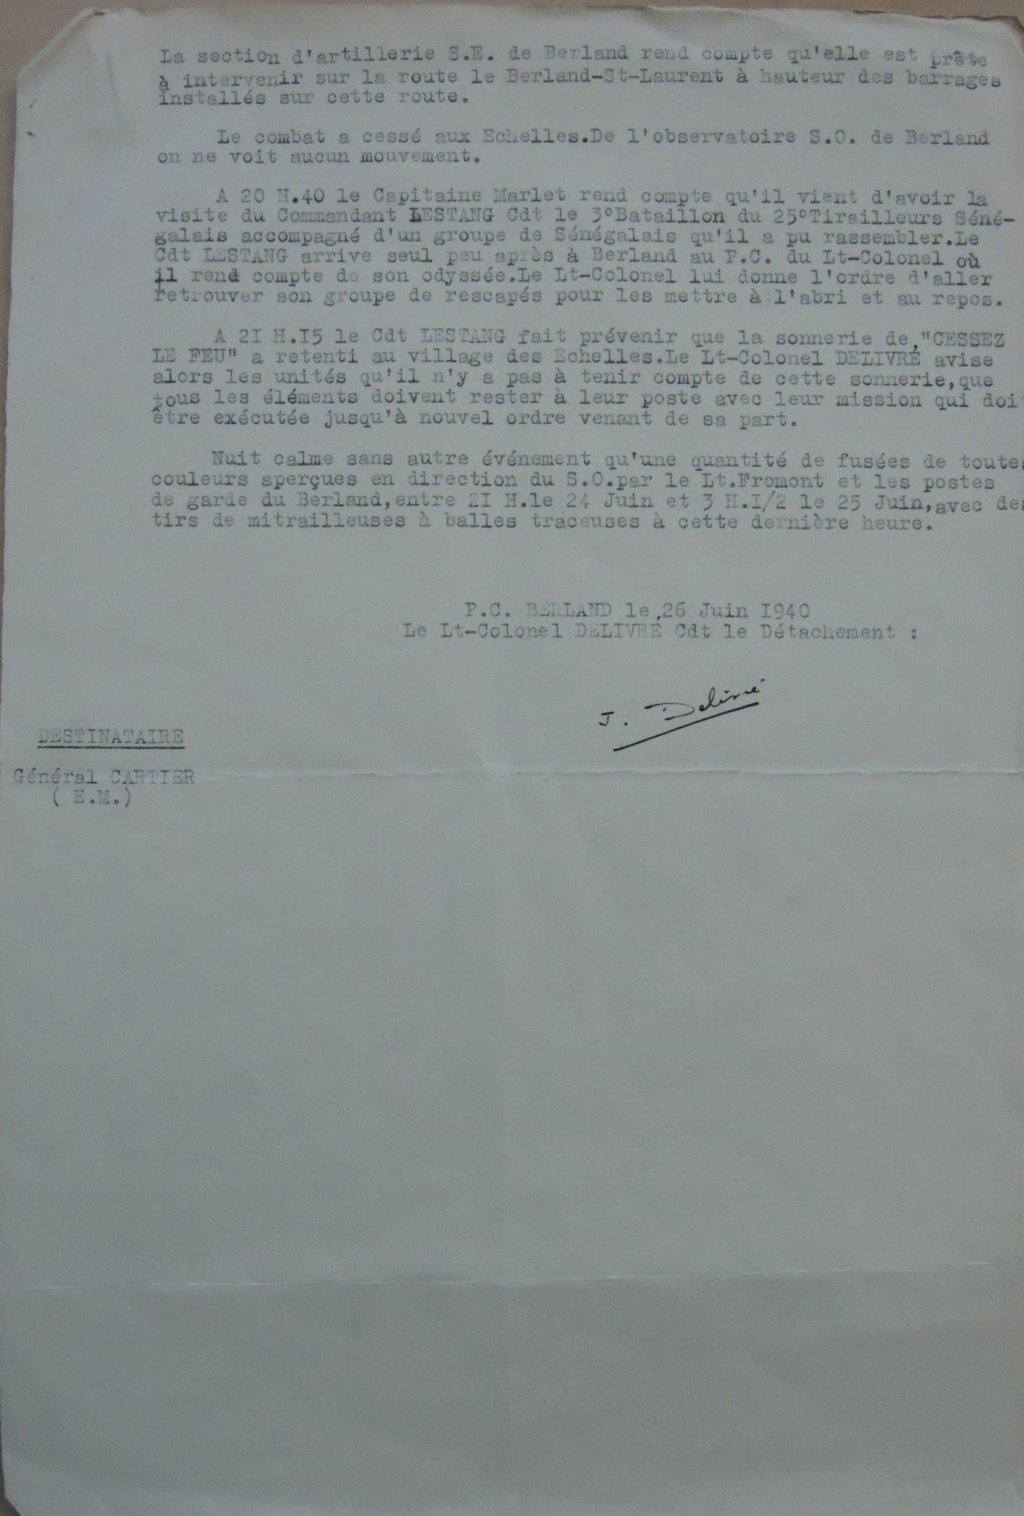 La section d'artillerie S.E. de Berland rend compte qu'elle est prête
à intervenir sur la route le Berland-St-Laurent à hauteur des barrages
installés sur cette route.
Le combat a cessé aux Echelles.De l'observatoire S.O. de Berland
on ne voit aucun mouvement.
A 20 H.40 le Capitaine Marlet rend compte qu'il vient d'avoir la
visite du Commandant LESTANG Cdt le 3°Bataillon du 25°Tirailleurs Séné-
galais accompagné d'un groupe de Sénégalais qu'il a pu rassembler.Le
Cdt LESTANG arrive seul peu après à Berland au P.C. du Lt-Colonel où
il rend compte de son odyssée.Le Lt-Colonel lui donne l'ordre d'aller
retrouver son groupe de rescapés pour les mettre à l'abri et au repos.
A 2I H.I5 le Cdt LESTANG fait prévenir que la sonnerie de,"CESSEZ
LE FEU" a retenti au village des Echelles.Le Lt-Colonel DELIVRÉ avise
alors les unités qu'il n'y a pas à tenir compte de cette sonnerie,que
tous les éléments doivent rester à leur poste avec leur mission qui doit
être exécutée jusqu'à nouvel ordre venant de sa part.
Nuit calme sans autre événement qu'une quantité de fusées de toute
couleurs aperçues en direction du S.O.par le Lt.Fromont et les postes
de garde du Berland,entre 2I H.le 24 Juin et 3 H.I/2 le 25 Juin,avec de
tirs de mitrailleuses à balles traceuses à cette dernière heure.
P.C. BERLAND le,26 Juin I940
Le Lt-Colonel DELIVRÉ Cdt le Détachement :
J. Delivré
DESTINATAIRE
Général CARTIER
( E.M.)